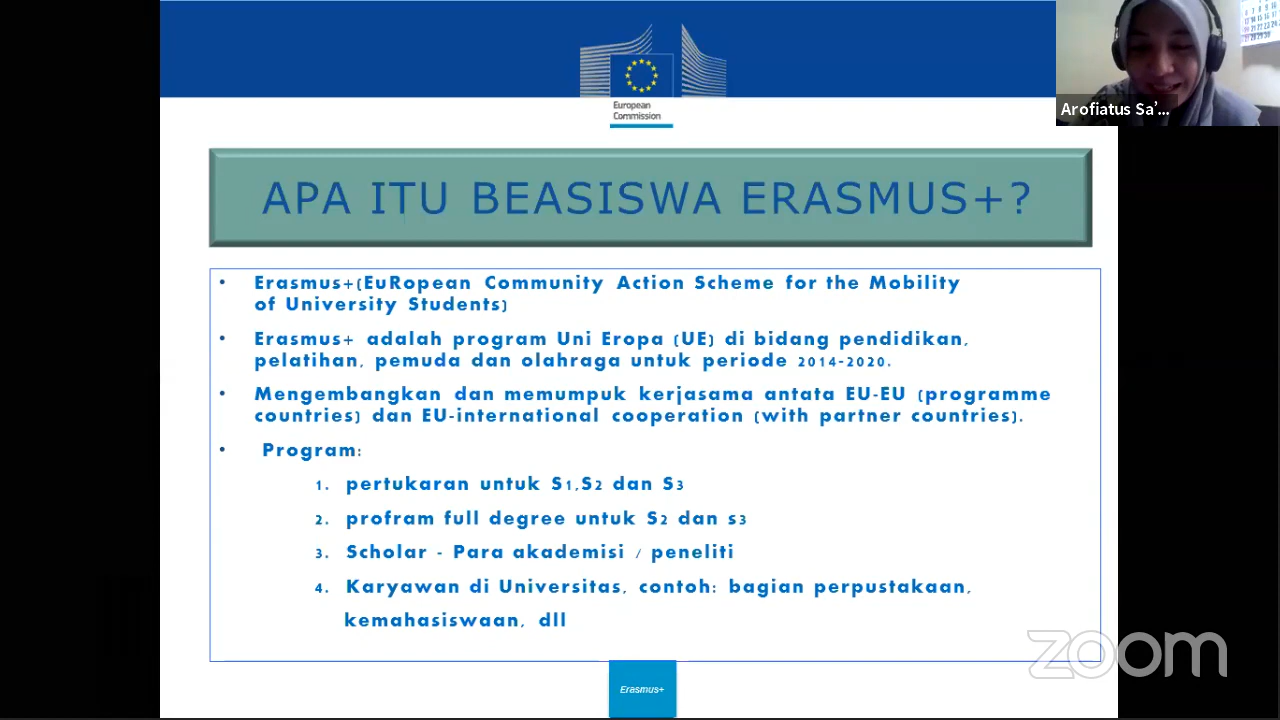 European
Commission
Arofiatus Sa’...
APA ITU BEASISWA ERASMUS+?
• Erasmus+(EuRopean Community Action Scheme for the Mobility
of University Students)
• Erasmus+ adalah program Uni Eropa (UE) di bidang pendidikan,
pelatihan, pemuda dan olahraga untuk periode 2014-2020.
• Mengembangkan dan memumpuk kerjasama antata EU-EU (programme
countries) dan EU-international cooperation (with partner countries).
• Program:
1. pertukaran untuk S1,S2 dan S3
2. profram full degree untuk S2 dan s3
3. Scholar - Para akademisi / peneliti
4. Karyawan di Universitas, contoh: bagian perpustakaan,
kemahasiswaan, dll
zoom
Erasmus+